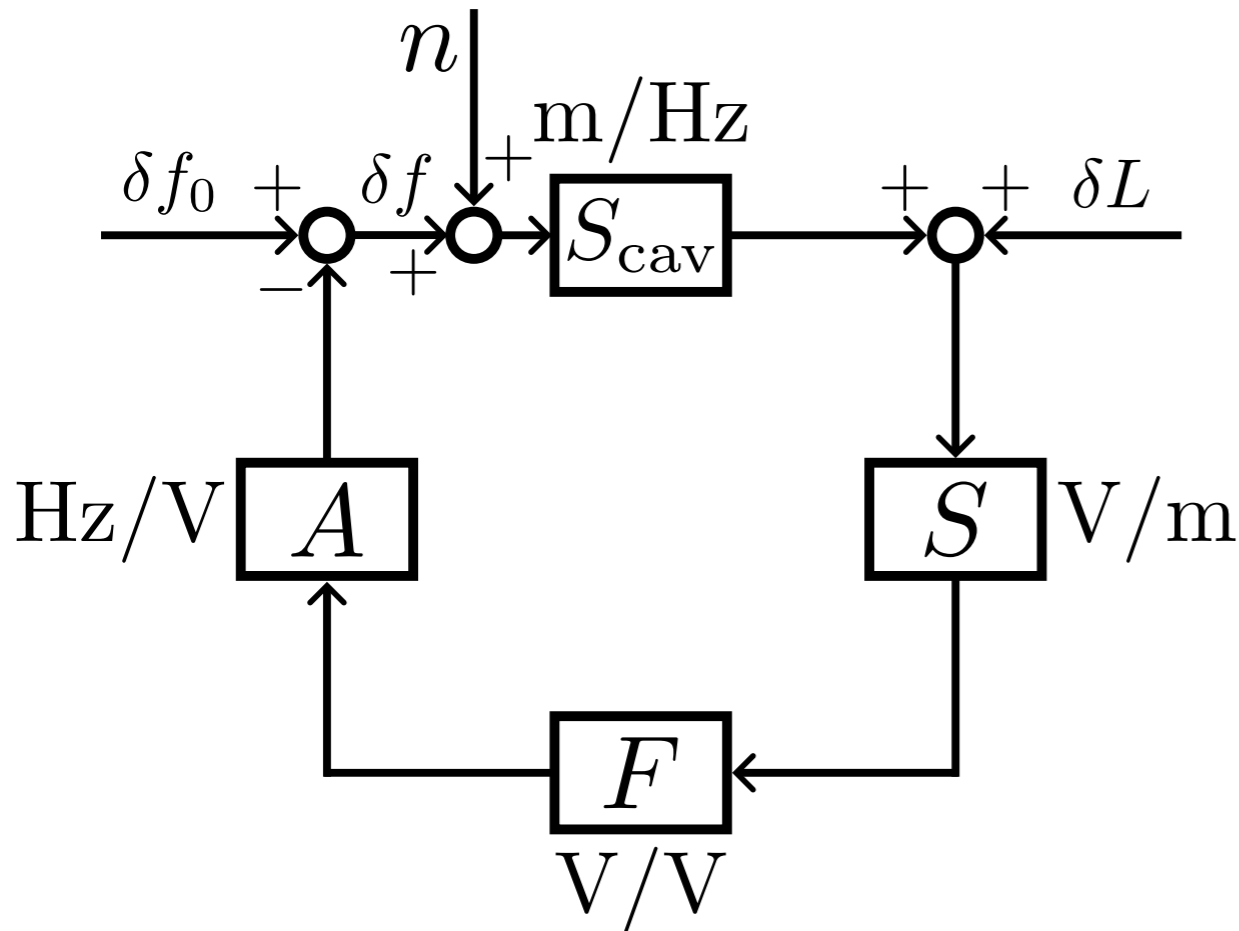 n
m/Hz
δf₀ + δf + + + δL
S_cav
− +
Hz/V A S V/m
F
V/V